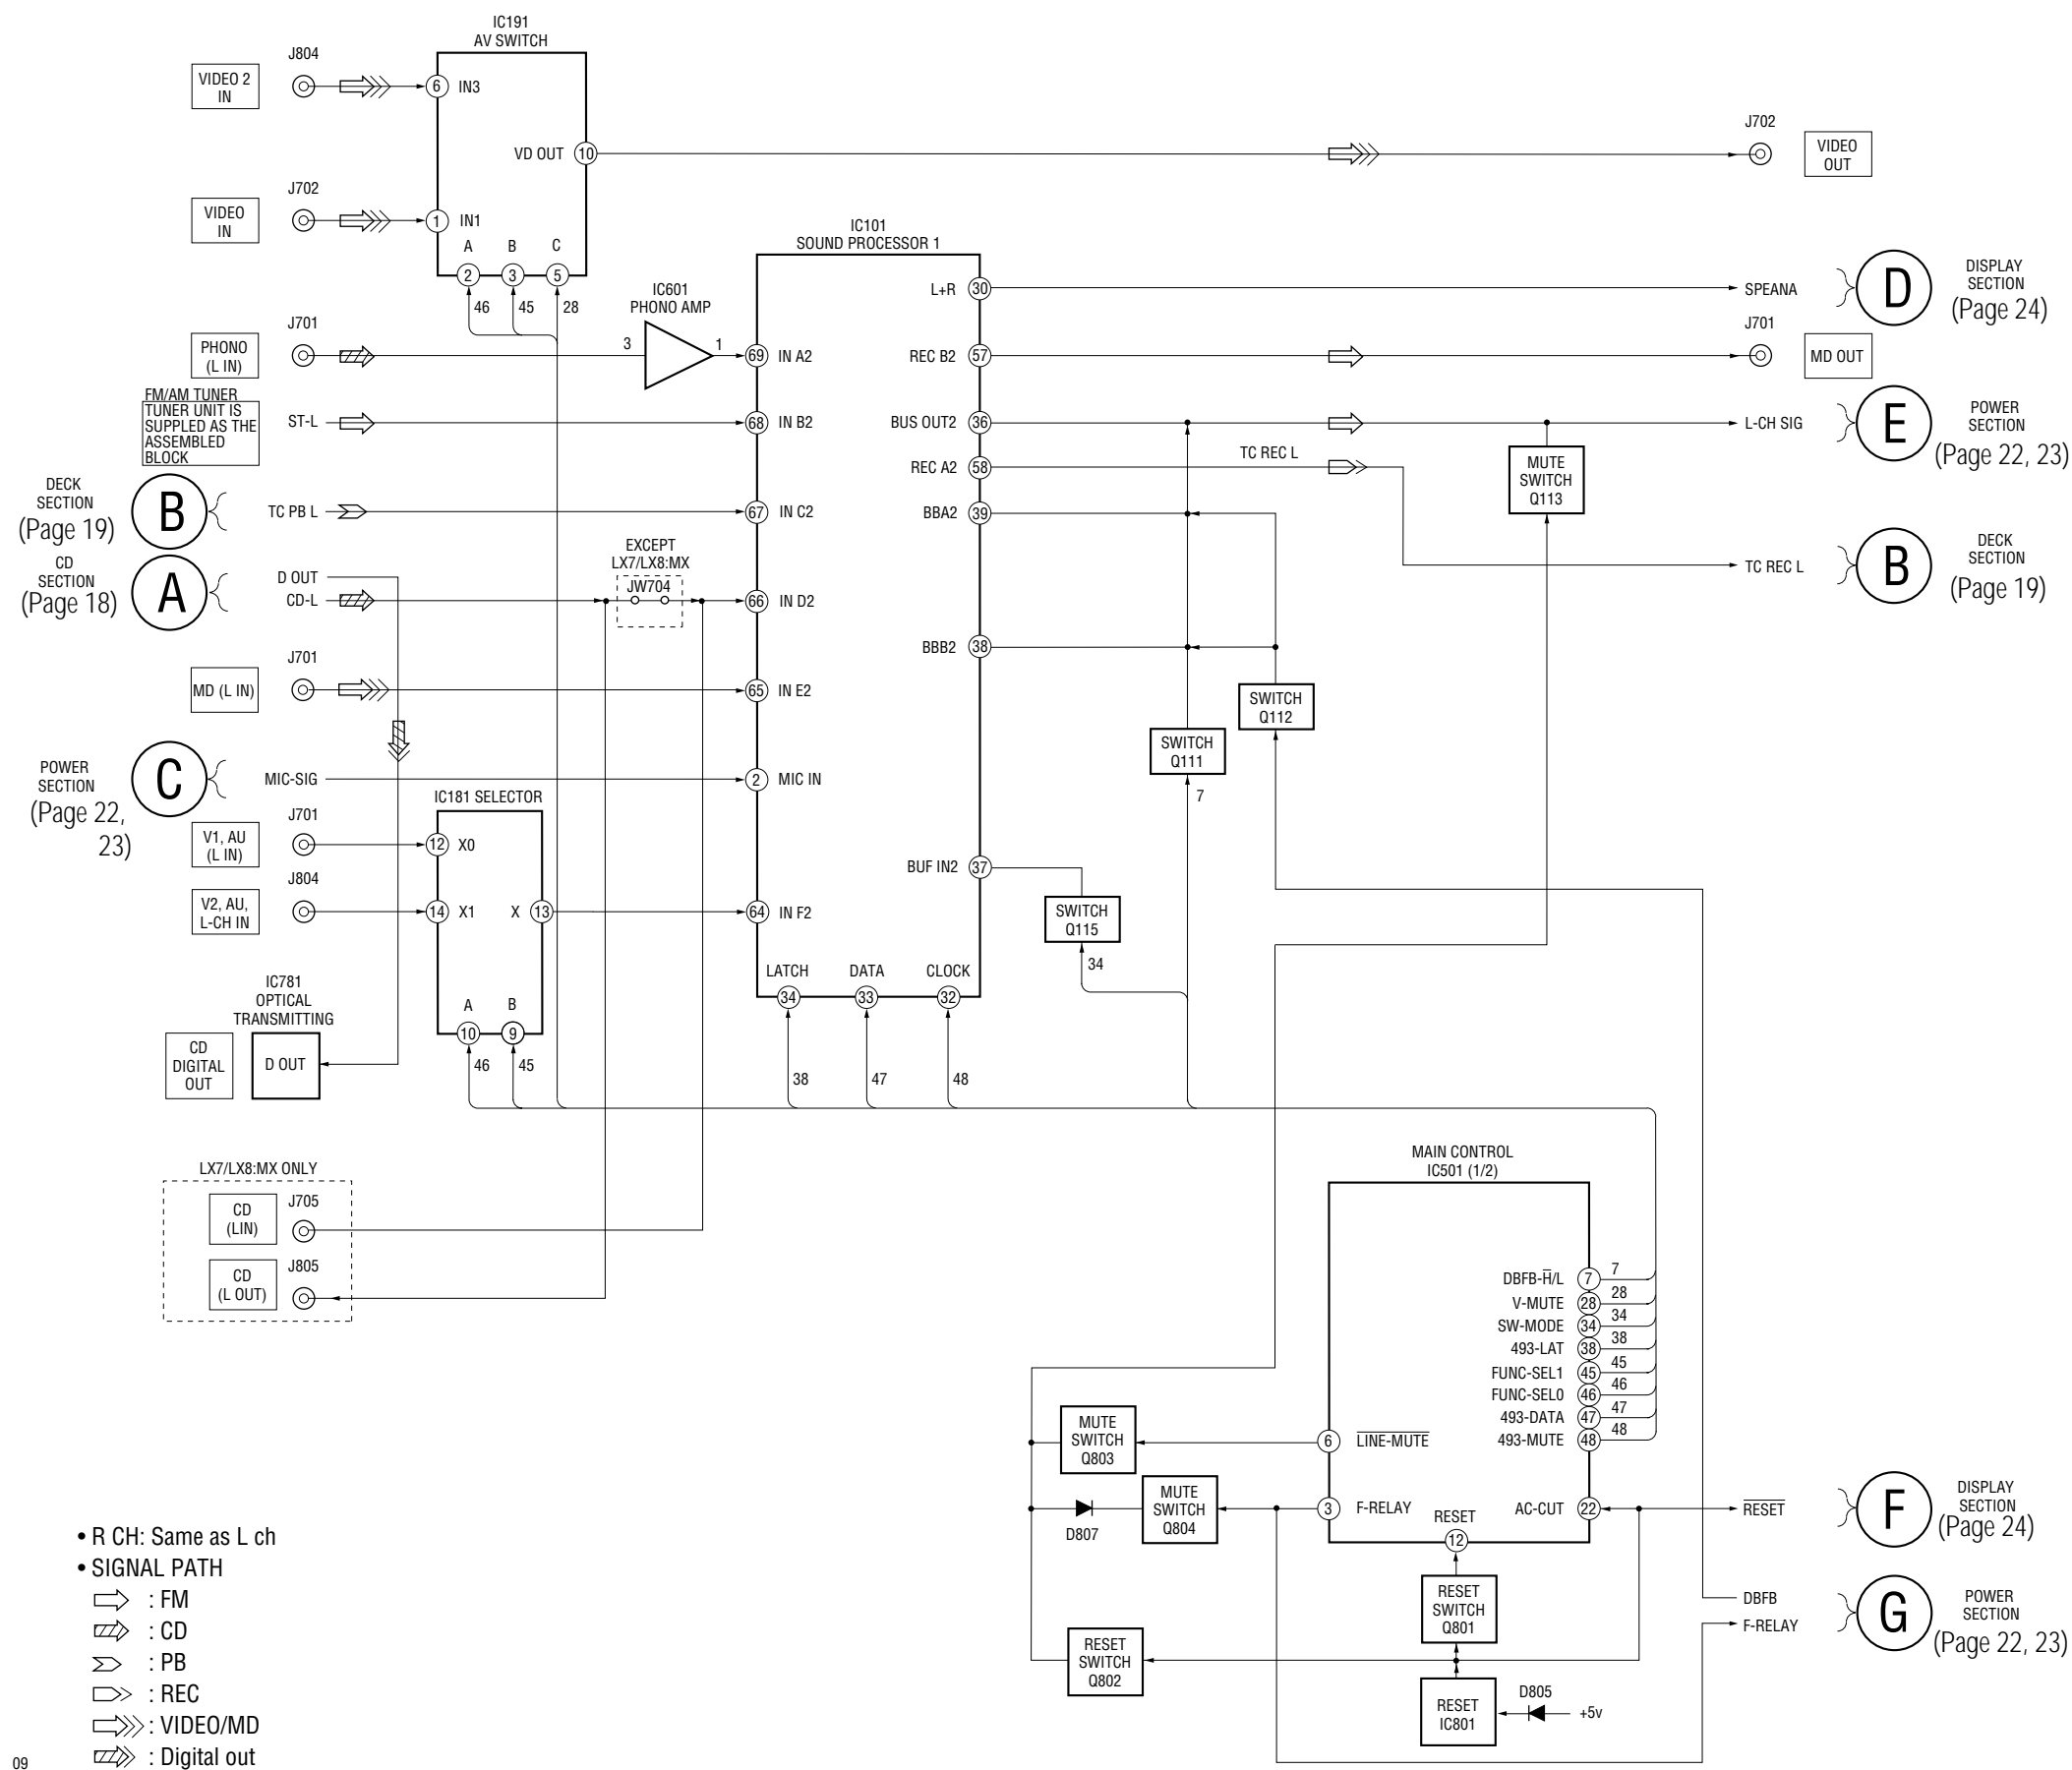 IC191
AV SWITCH
J804
VIDEO 2
IN
6
IN3
VD OUT
10
J702
VIDEO
OUT
J702
VIDEO
IN
1
IN1
A
B
C
2
3
5
46
45
28
IC101
SOUND PROCESSOR 1
IC601
PHONO AMP
3
1
J701
PHONO
(L IN)
69
IN A2
L+R
30
SPEANA
D
DISPLAY
SECTION
(Page 24)
J701
REC B2
57
MD OUT
FM/AM TUNER
TUNER UNIT IS
SUPPLED AS THE
ASSEMBLED
BLOCK
ST-L
68
IN B2
BUS OUT2
36
L-CH SIG
E
POWER
SECTION
(Page 22, 23)
REC A2
58
TC REC L
MUTE
SWITCH
Q113
DECK
SECTION
(Page 19)
B
TC PB L
67
IN C2
BBA2
39
CD
SECTION
(Page 18)
A
D OUT
CD-L
EXCEPT
LX7/LX8:MX
JW704
66
IN D2
TC REC L
B
DECK
SECTION
(Page 19)
BBB2
38
J701
MD (L IN)
65
IN E2
SWITCH
Q112
SWITCH
Q111
7
POWER
SECTION
(Page 22,
23)
C
MIC-SIG
2
MIC IN
IC181 SELECTOR
J701
V1, AU
(L IN)
12
X0
J804
V2, AU,
L-CH IN
14
X1
X
13
64
IN F2
BUF IN2
37
SWITCH
Q115
34
LATCH
DATA
CLOCK
34
33
32
38
47
48
A
B
10
9
46
45
IC781
OPTICAL
TRANSMITTING
CD
DIGITAL
OUT
D OUT
LX7/LX8:MX ONLY
CD
(LIN)
J705
CD
(L OUT)
J805
MAIN CONTROL
IC501 (1/2)
DBFB-H̅/L
7
7
V-MUTE
28
28
SW-MODE
34
34
493-LAT
38
38
FUNC-SEL1
45
45
FUNC-SEL0
46
46
493-DATA
47
47
493-MUTE
48
48
MUTE
SWITCH
Q803
6
LINE-MUTE
D807
MUTE
SWITCH
Q804
3
F-RELAY
RESET
12
AC-CUT
22
RESET
F
DISPLAY
SECTION
(Page 24)
RESET
SWITCH
Q801
RESET
SWITCH
Q802
RESET
IC801
D805
+5v
DBFB
F-RELAY
G
POWER
SECTION
(Page 22, 23)
• R CH: Same as L ch
• SIGNAL PATH
: FM
: CD
: PB
: REC
: VIDEO/MD
: Digital out
09